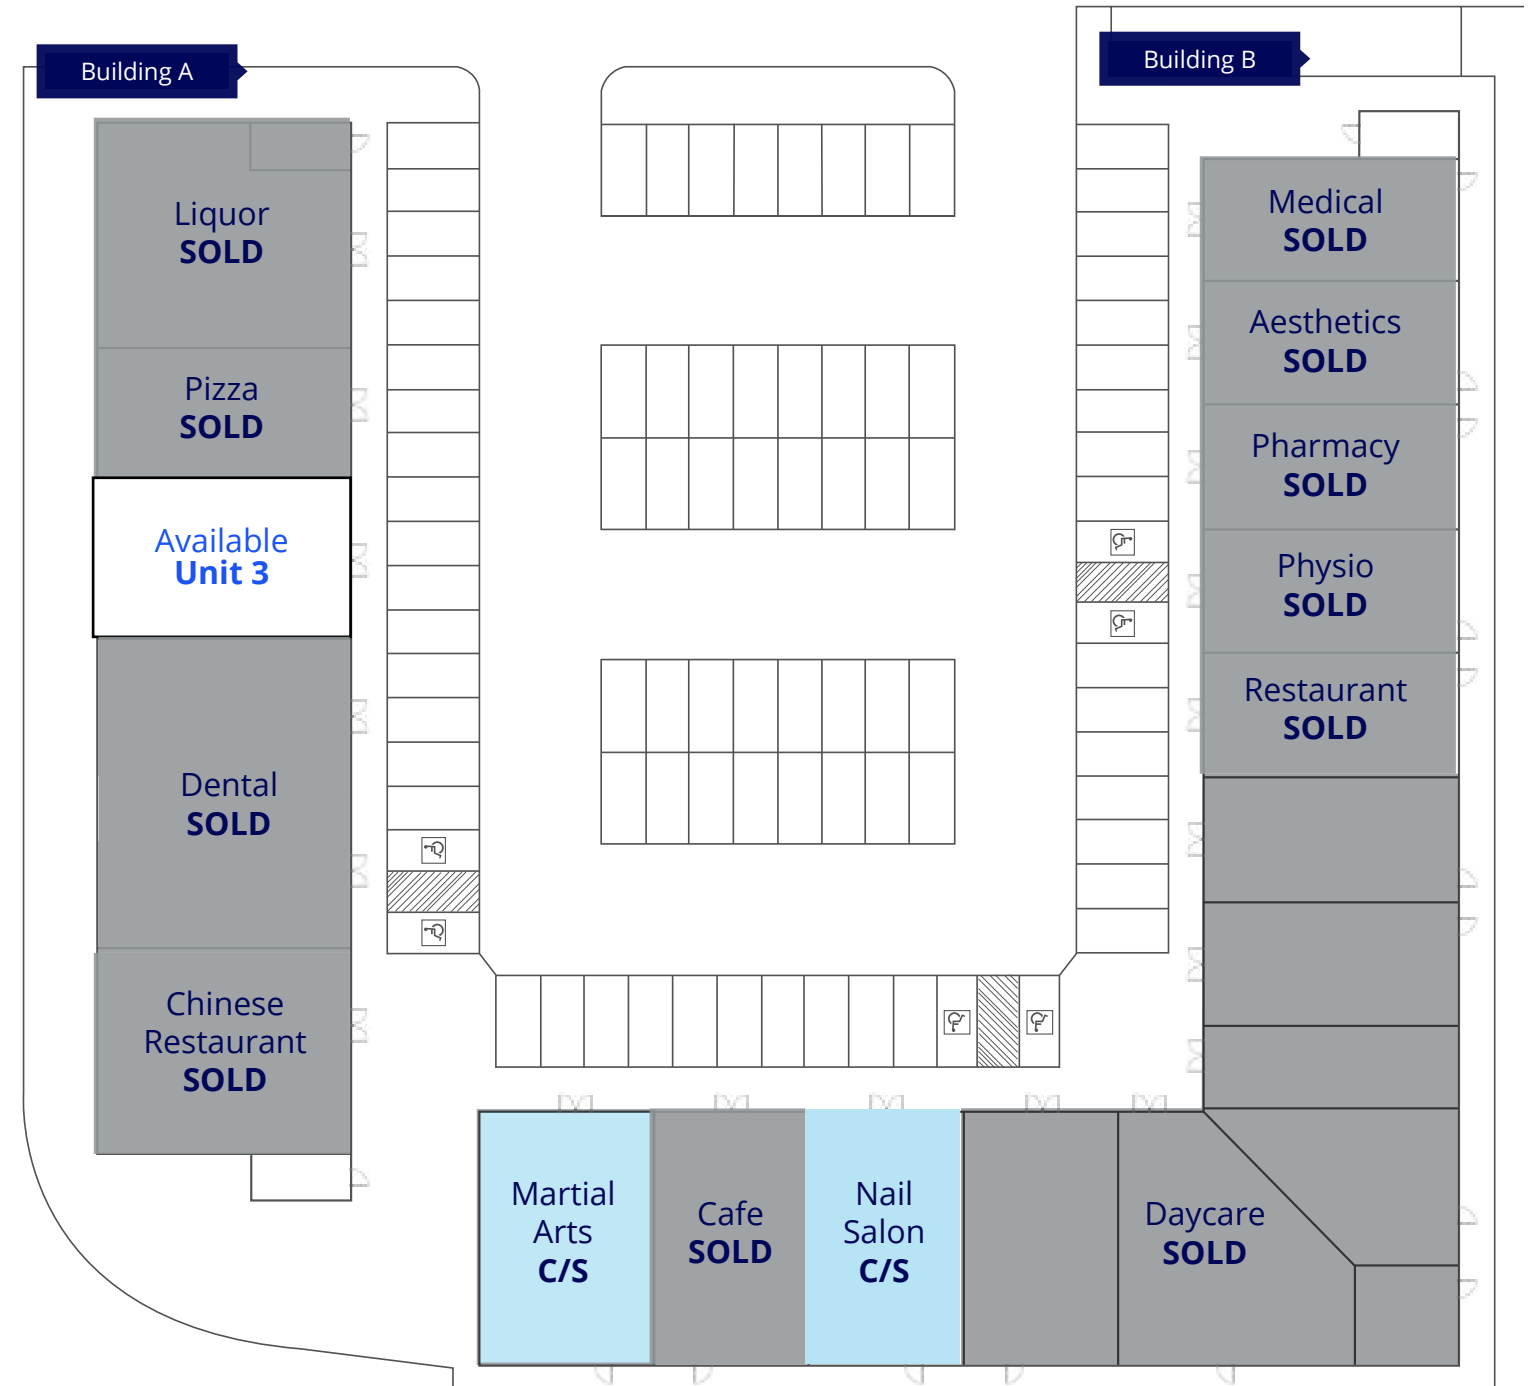 Building A
Liquor
SOLD
Pizza
SOLD
Available
Unit 3
Dental
SOLD
Chinese
Restaurant
SOLD
Building B
Medical
SOLD
Aesthetics
SOLD
Pharmacy
SOLD
Physio
SOLD
Restaurant
SOLD
Martial
Arts
C/S
Cafe
SOLD
Nail
Salon
C/S
Daycare
SOLD